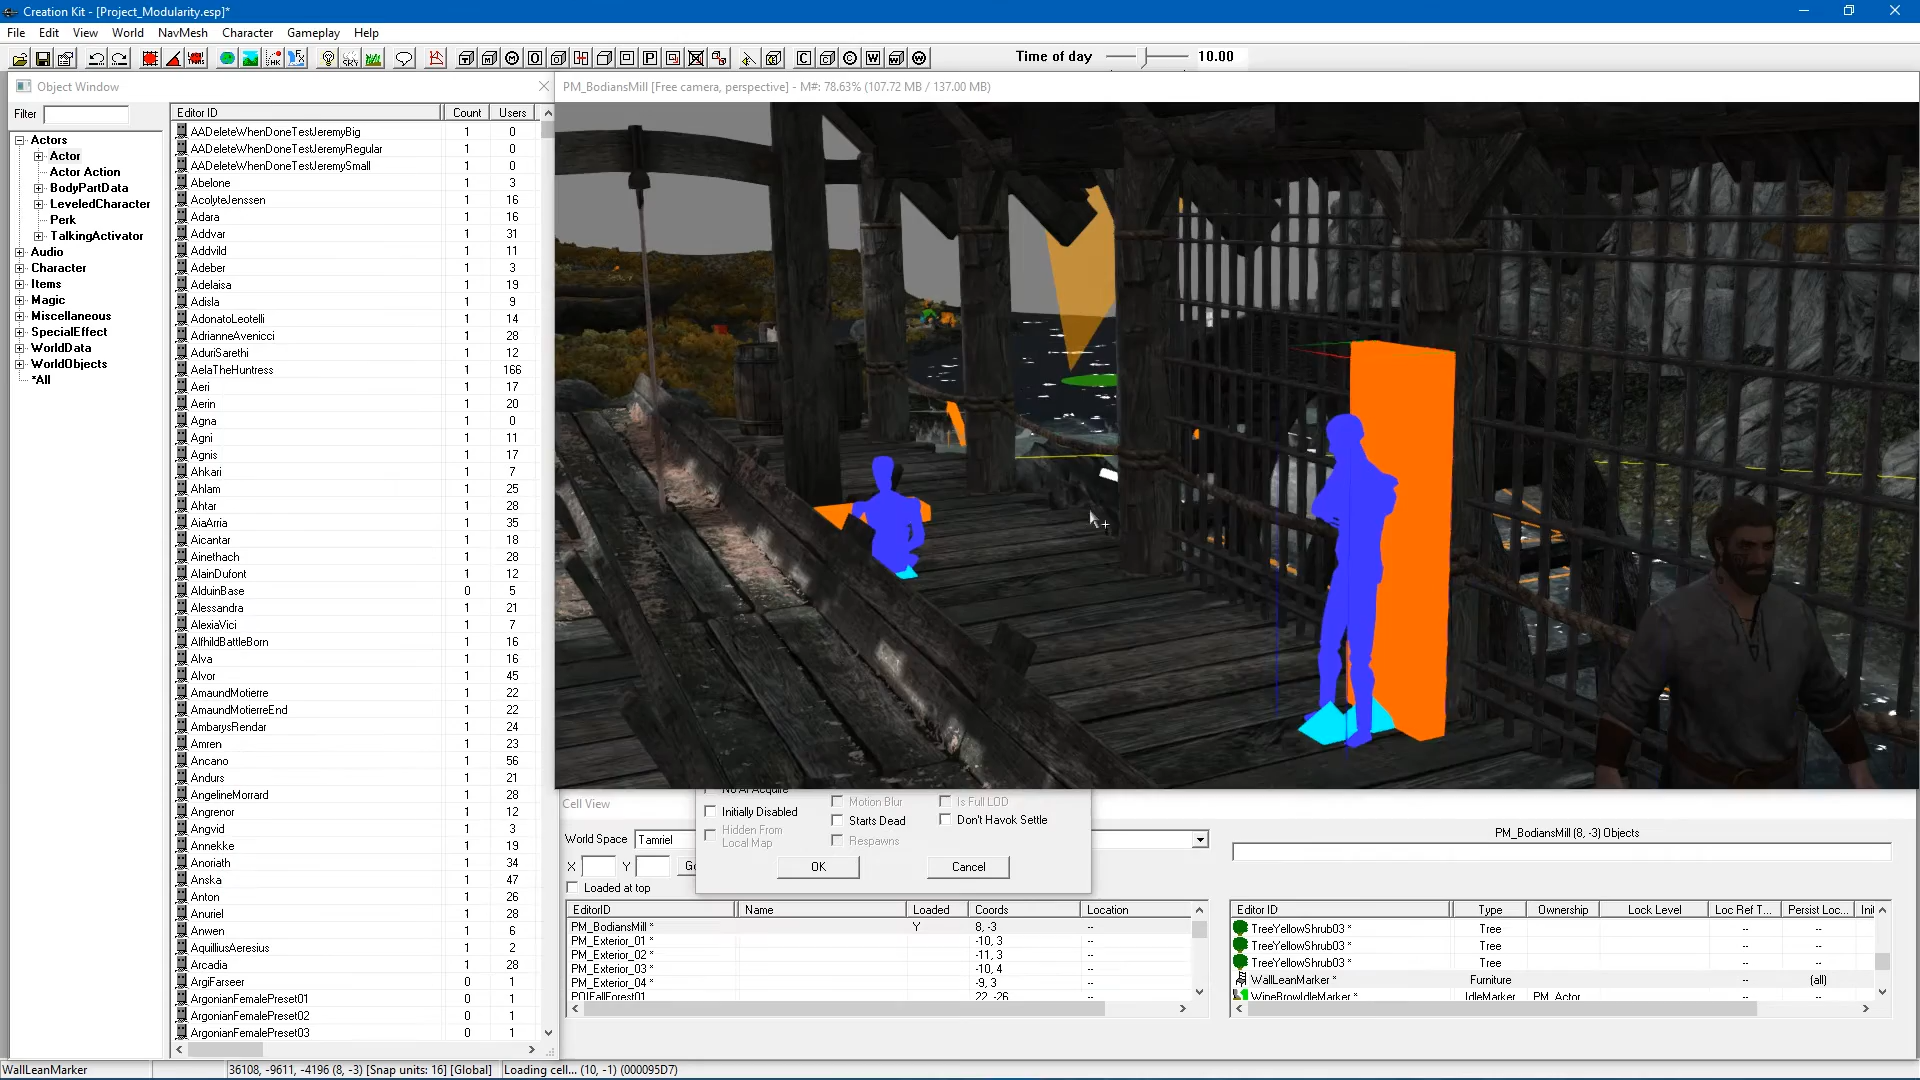 Creation Kit - [Project_Modularity.esp]*
File Edit View World NavMesh Character Gameplay Help
Time of day 10.00
Object Window
PM_BodiansMill [Free camera, perspective] - M#: 78.63% (107.72 MB / 137.00 MB)
Filter
Actors
Actor
Actor Action
BodyPartData
LeveledCharacter
Perk
TalkingActivator
Audio
Character
Items
Magic
Miscellaneous
SpecialEffect
WorldData
WorldObjects
*All
Editor ID Count Users
AADeleteWhenDoneTestJeremyBig 1 0
AADeleteWhenDoneTestJeremyRegular 1 0
AADeleteWhenDoneTestJeremySmall 1 0
Abelone 1 3
AcolyteJenssen 1 16
Adara 1 16
Addvar 1 31
Addvild 1 11
Adeber 1 3
Adelaisa 1 19
Adisla 1 9
AdonatoLeotelli 1 14
AdrianneAvenicci 1 28
AduriSarethi 1 12
AelaTheHuntress 1 166
Aeri 1 17
Aerin 1 20
Agna 1 0
Agni 1 11
Agnis 1 17
Ahkari 1 7
Ahlam 1 25
Ahtar 1 28
AiaArria 1 35
Aicantar 1 18
Ainethach 1 28
AlainDufont 1 12
AlduinBase 0 5
Alessandra 1 21
AlexiaVici 1 7
AlfhildBattleBorn 1 16
Alva 1 16
Alvor 1 45
AmaundMotierre 1 22
AmaundMotierreEnd 1 22
AmbarysRendar 1 24
Amren 1 23
Ancano 1 56
Andurs 1 21
AngelineMorrard 1 28
Angrenor 1 12
Angvid 1 3
Annekke 1 19
Anoriath 1 34
Anska 1 47
Anton 1 26
Anuriel 1 28
Anwen 1 6
AquilliusAeresius 1 2
Arcadia 1 28
ArgiFarseer 0 1
ArgonianFemalePreset01 0 1
ArgonianFemalePreset02 0 1
ArgonianFemalePreset03 0 1
Cell View
No AI Acquire
Initially Disabled
Hidden From
Local Map
Motion Blur
Starts Dead
Respawns
Is Full LOD
Don't Havok Settle
OK Cancel
World Space Tamriel
X Y Go
Loaded at top
EditorID Name Loaded Coords Location
PM_BodiansMill * Y 8, -3 --
PM_Exterior_01 * -10, 3 --
PM_Exterior_02 * -11, 3 --
PM_Exterior_03 * -10, 4 --
PM_Exterior_04 * -9, 3 --
POIFallForest01 22, -26 --
PM_BodiansMill (8, -3) Objects
Editor ID Type Ownership Lock Level Loc Ref T... Persist Loc... Init
TreeYellowShrub03 * Tree -- --
TreeYellowShrub03 * Tree -- --
TreeYellowShrub03 * Tree -- --
WallLeanMarker * Furniture -- (all)
WineBrowIdleMarker * IdleMarker PM_Actor -- --
WallLeanMarker
36108, -9611, -4196 (8, -3) [Snap units: 16] [Global]
Loading cell... (10, -1) (000095D7)